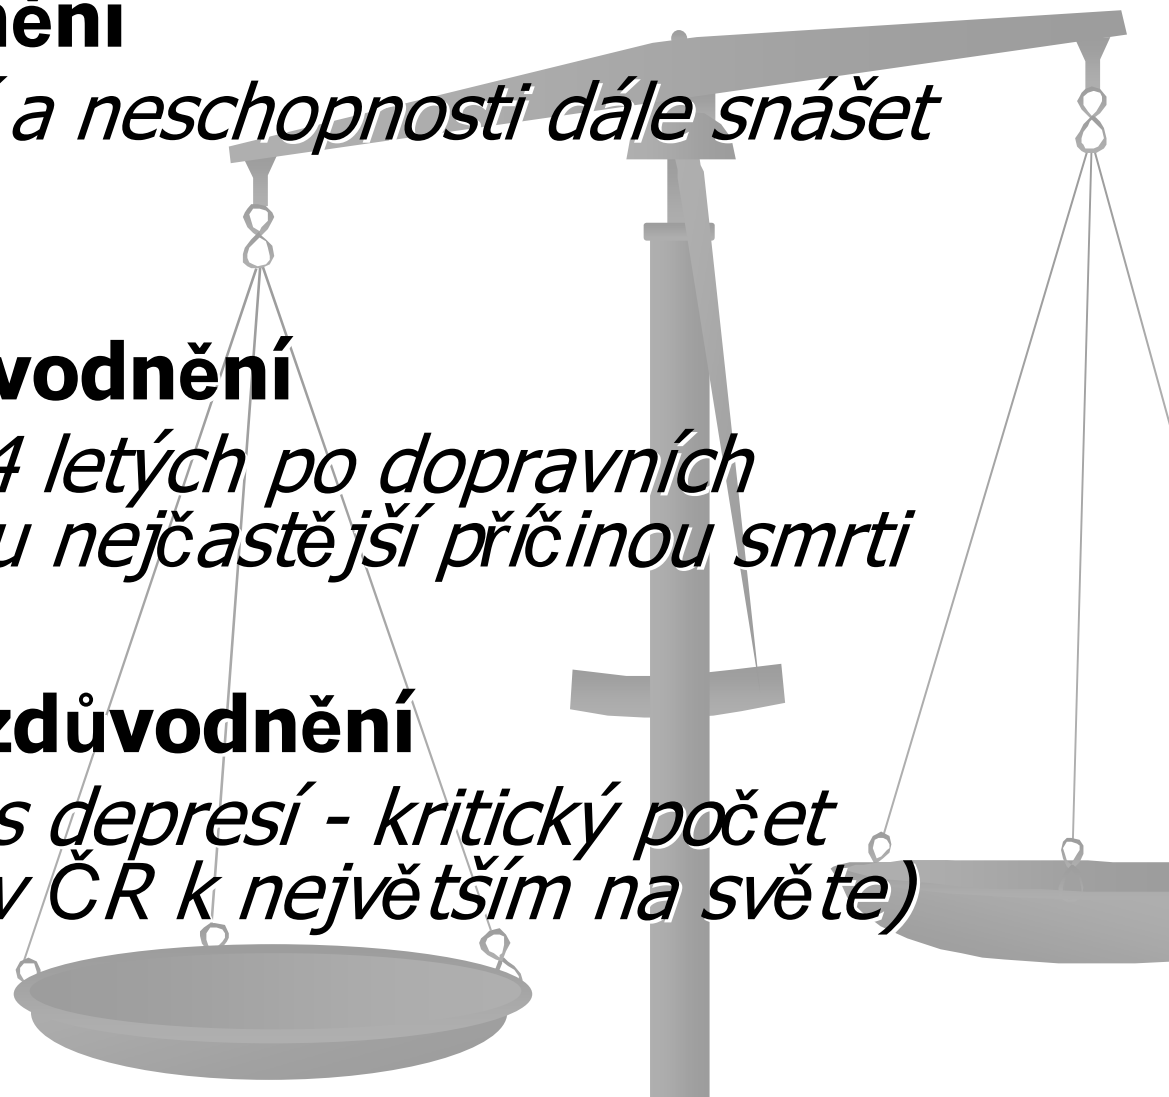 nění
í a neschopnosti dále snášet
vodnění
4 letých po dopravních
u nejčastější příčinou smrti
zdůvodnění
s depresí - kritický počet
v ČR k největším na světe)